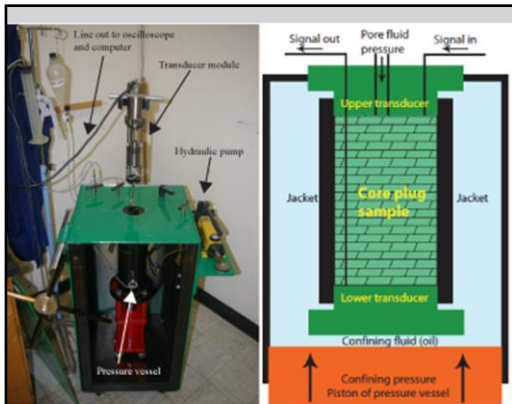 Line out to oscilloscope
and computer
Transducer module
Hydraulic pump
Pressure vessel
Signal out
Pore fluid
pressure
Signal in
Upper transducer
Jacket
Core plug
sample
Jacket
Lower transducer
Confining fluid (oil)
Confining pressure
Piston of pressure vessel